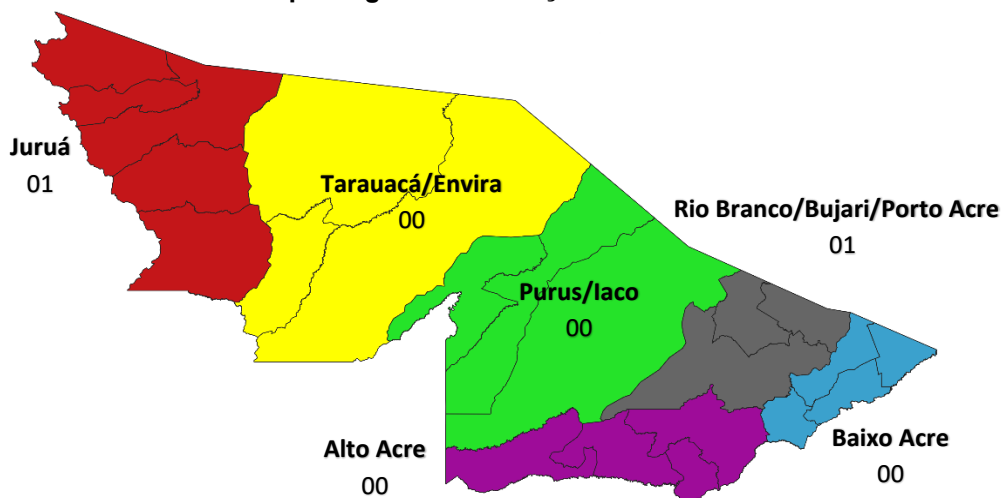 Juruá
01
Tarauacá/Envira
00
Rio Branco/Bujari/Porto Acre
01
Purus/Iaco
00
Alto Acre
00
Baixo Acre
00